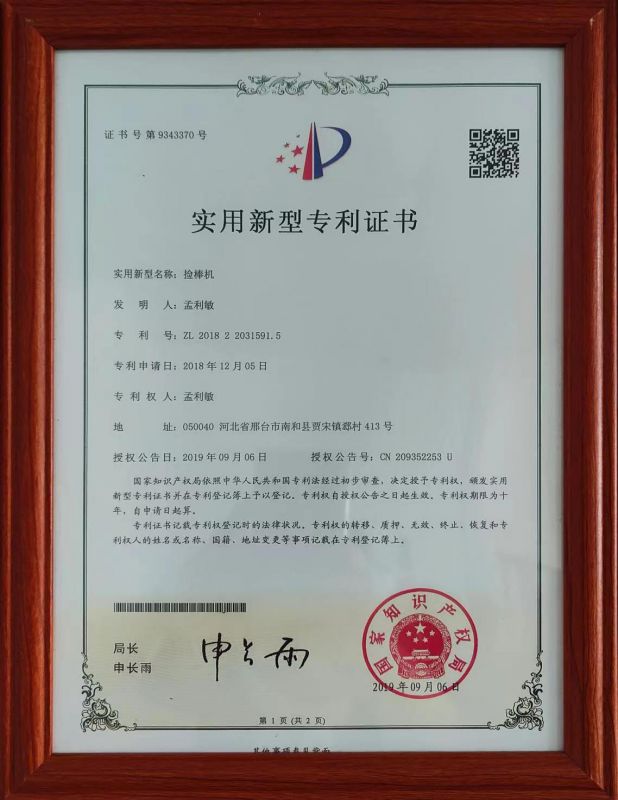 证书号第9343370号
实用新型专利证书
实用新型名称：捡棒机
发明人：孟利敏
专利号：ZL 2018 2 2031591.5
专利申请日：2018年12月05日
专利权人：孟利敏
地址：050040 河北省邢台市南和县贾宋镇郄村413号
授权公告日：2019年09月06日 授权公告号：CN 209352253 U
国家知识产权局依照中华人民共和国专利法经过初步审查，决定授予专利权，颁发实用
新型专利证书并在专利登记簿上予以登记。专利权自授权公告之日起生效。专利权期限为十
年，自申请日起算。
专利证书记载专利权登记时的法律状况。专利权的转移、质押、无效、终止、恢复和专
利权人的姓名或名称、国籍、地址变更等事项记载在专利登记簿上。
局长
申长雨
申长雨
国家知识产权局
2019年09月06日
第1页(共2页)
其他事项参见背面